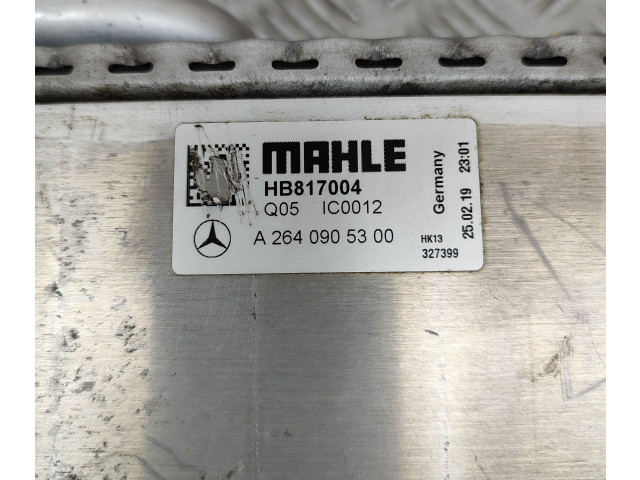 MAHLE
HB817004
Q05 IC0012
A 264 090 53 00
HK13
327399
Germany
25.02.19 23:01